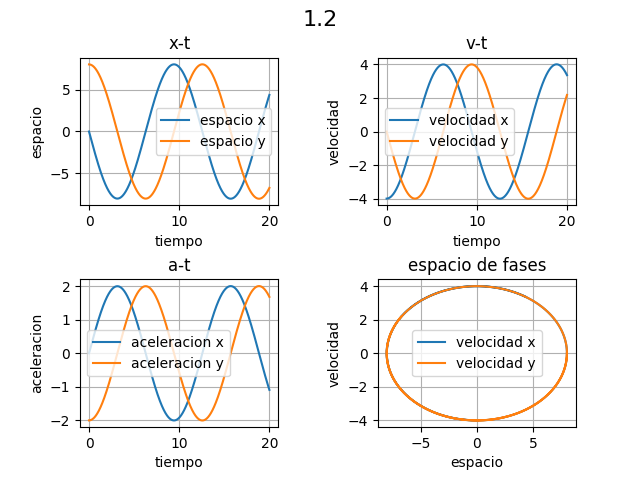 1.2
x-t
espacio
5
0
−5
espacio x
espacio y
0
10
20
tiempo
v-t
velocidad
4
2
0
−2
−4
velocidad x
velocidad y
0
10
20
tiempo
a-t
aceleracion
2
1
0
−1
−2
aceleracion x
aceleracion y
0
10
20
tiempo
espacio de fases
velocidad
4
2
0
−2
−4
velocidad x
velocidad y
−5
0
5
espacio